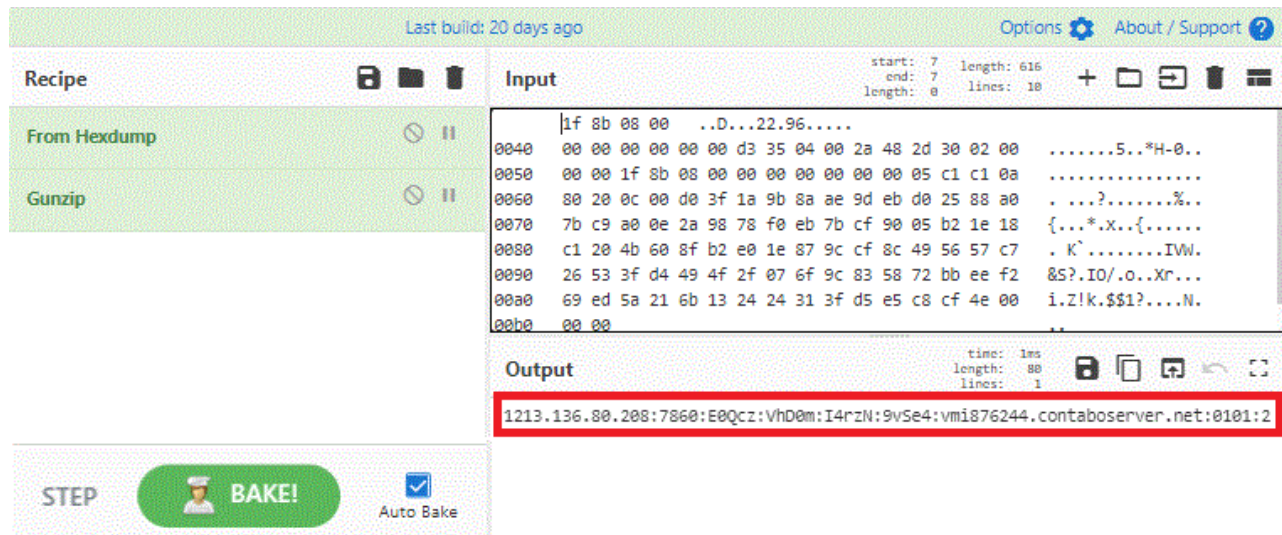 Last build: 20 days ago
Options
About / Support
Recipe
Input
start: 7
end: 7
length: 0
length: 616
lines: 10
From Hexdump
Gunzip
1f 8b 08 00 ..D...22.96.....
0040 00 00 00 00 00 00 d3 35 04 00 2a 48 2d 30 02 00 .......5..*H-0..
0050 00 00 1f 8b 08 00 00 00 00 00 00 00 05 c1 c1 0a ................
0060 80 20 0c 00 d0 3f 1a 9b 8a ae 9d eb d0 25 88 a0 . ...?.......%..
0070 7b c9 a0 0e 2a 98 78 f0 eb 7b cf 90 05 b2 1e 18 {...*.x..{......
0080 c1 20 4b 60 8f b2 e0 1e 87 9c cf 8c 49 56 57 c7 . K`........IVW.
0090 26 53 3f d4 49 4f 2f 07 6f 9c 83 58 72 bb ee f2 &S?.IO/.o..Xr...
00a0 69 ed 5a 21 6b 13 24 24 31 3f d5 e5 c8 cf 4e 00 i.Z!k.$$1?....N.
00b0 00 00 ..
Output
time: 1ms
length: 80
lines: 1
1213.136.80.208:7860:E0Qcz:VhD0m:I4rzN:9vSe4:vmi876244.contaboserver.net:0101:2
STEP
BAKE!
Auto Bake